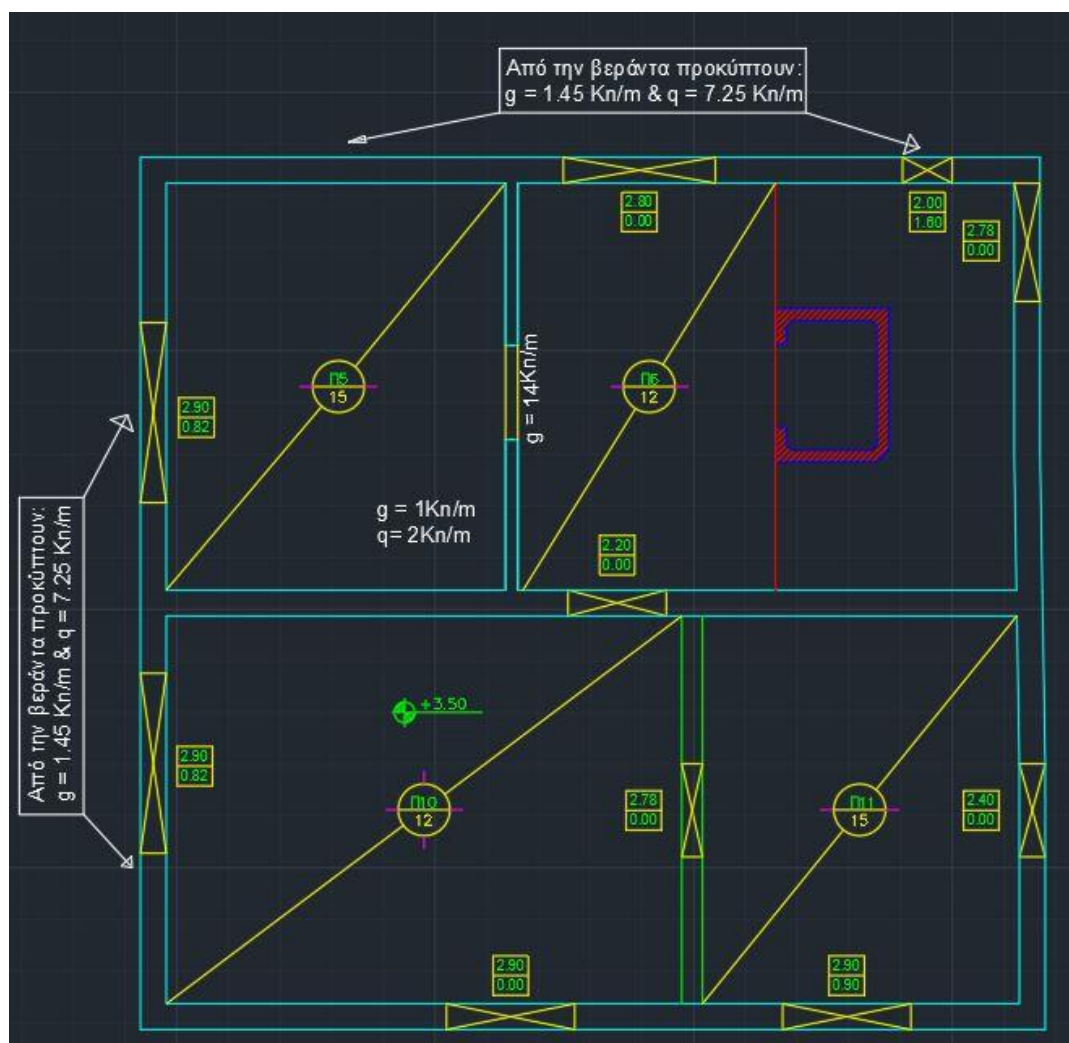 Από την βεράντα προκύπτουν:
g = 1.45 Kn/m & q = 7.25 Kn/m
2.80
0.00
2.00
1.60
2.78
0.00
Π5
15
g = 14Kn/m
Π6
12
2.90
0.82
g = 1Kn/m
q= 2Kn/m
2.20
0.00
Από την βεράντα προκύπτουν:
g = 1.45 Kn/m & q = 7.25 Kn/m
+3.50
2.90
0.82
Π10
12
2.78
0.00
Π11
15
2.40
0.00
2.90
0.00
2.90
0.90